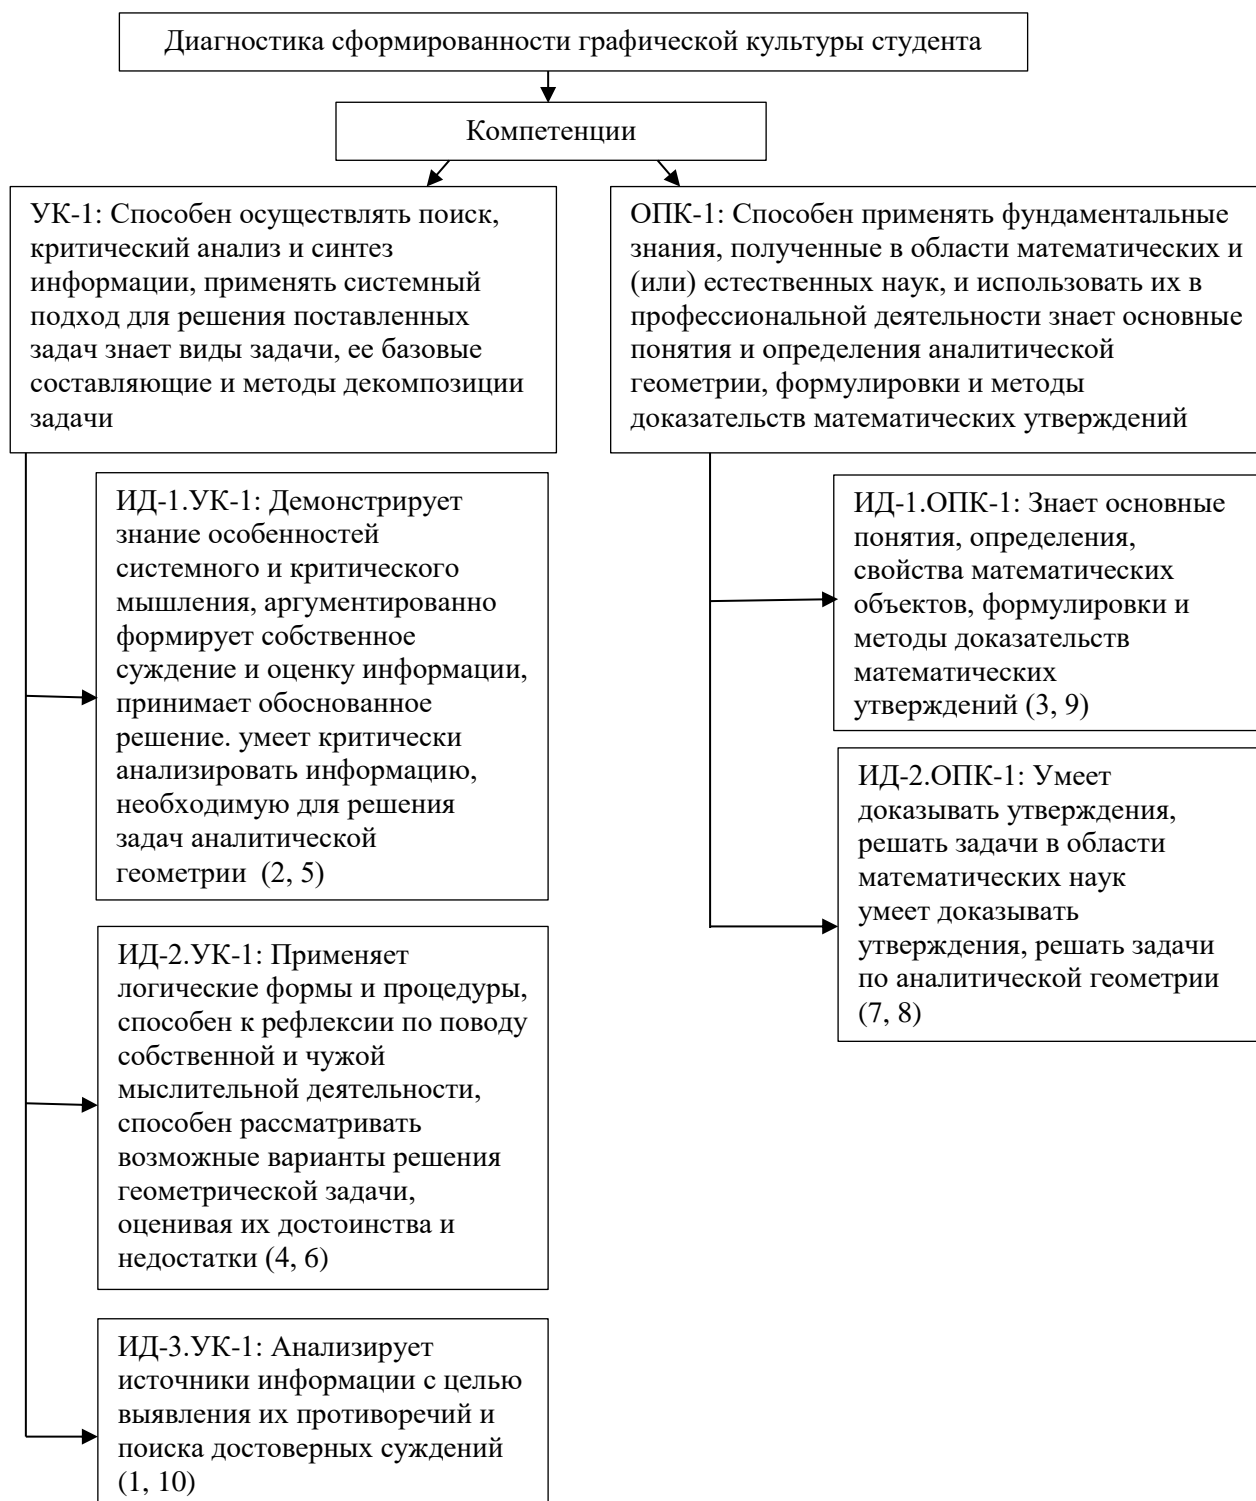 Диагностика сформированности графической культуры студента
Компетенции
УК-1: Способен осуществлять поиск,
критический анализ и синтез
информации, применять системный
подход для решения поставленных
задач знает виды задачи, ее базовые
составляющие и методы декомпозиции
задачи
ОПК-1: Способен применять фундаментальные
знания, полученные в области математических и
(или) естественных наук, и использовать их в
профессиональной деятельности знает основные
понятия и определения аналитической
геометрии, формулировки и методы
доказательств математических утверждений
ИД-1.УК-1: Демонстрирует
знание особенностей
системного и критического
мышления, аргументированно
формирует собственное
суждение и оценку информации,
принимает обоснованное
решение. умеет критически
анализировать информацию,
необходимую для решения
задач аналитической
геометрии (2, 5)
ИД-2.УК-1: Применяет
логические формы и процедуры,
способен к рефлексии по поводу
собственной и чужой
мыслительной деятельности,
способен рассматривать
возможные варианты решения
геометрической задачи,
оценивая их достоинства и
недостатки (4, 6)
ИД-3.УК-1: Анализирует
источники информации с целью
выявления их противоречий и
поиска достоверных суждений
(1, 10)
ИД-1.ОПК-1: Знает основные
понятия, определения,
свойства математических
объектов, формулировки и
методы доказательств
математических
утверждений (3, 9)
ИД-2.ОПК-1: Умеет
доказывать утверждения,
решать задачи в области
математических наук
умеет доказывать
утверждения, решать задачи
по аналитической геометрии
(7, 8)